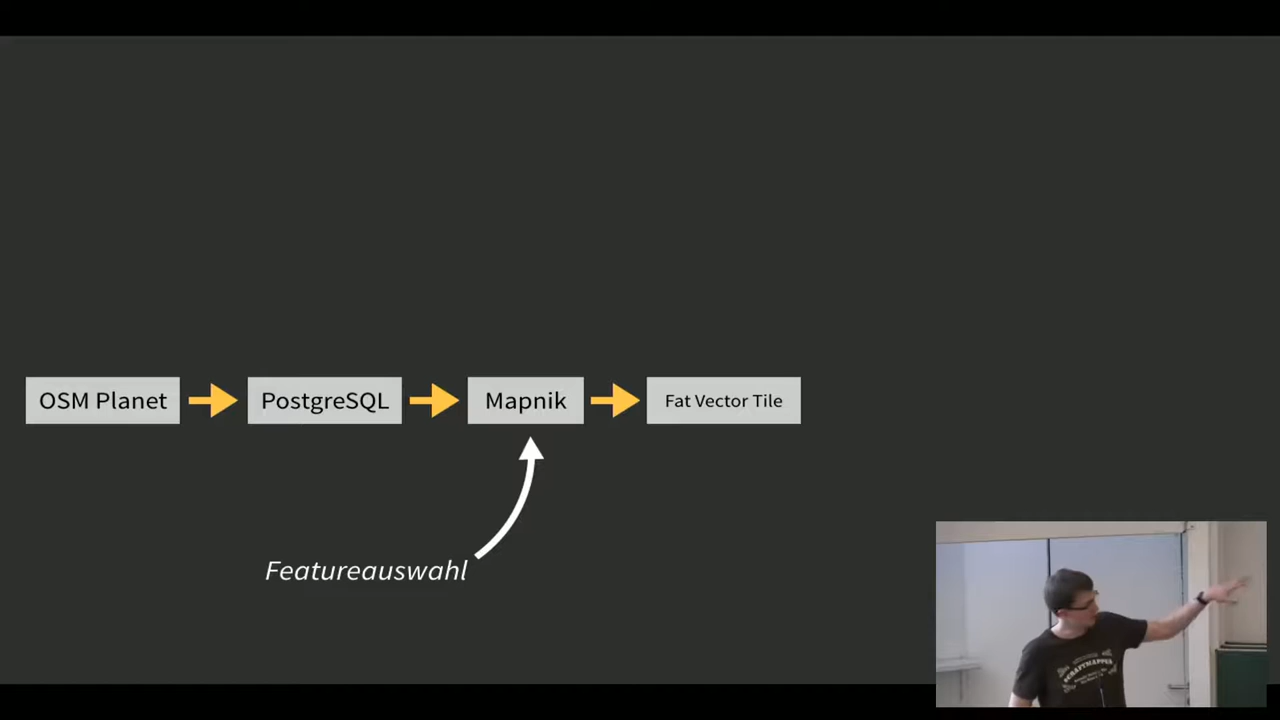 OSM Planet
PostgreSQL
Mapnik
Fat Vector Tile
Featureauswahl